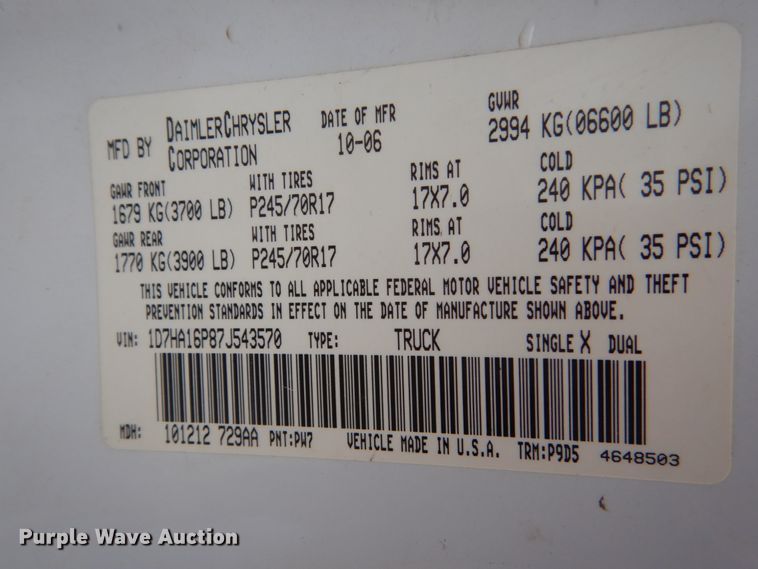 MFD BY DAIMLERCHRYSLER CORPORATION DATE OF MFR 10-06 GVWR 2994 KG(06600 LB)
GAWR FRONT WITH TIRES RIMS AT COLD
1679 KG(3700 LB) P245/70R17 17X7.0 240 KPA( 35 PSI)
GAWR REAR WITH TIRES RIMS AT COLD
1770 KG(3900 LB) P245/70R17 17X7.0 240 KPA( 35 PSI)
THIS VEHICLE CONFORMS TO ALL APPLICABLE FEDERAL MOTOR VEHICLE SAFETY AND THEFT
PREVENTION STANDARDS IN EFFECT ON THE DATE OF MANUFACTURE SHOWN ABOVE.
VIN: 1D7HA16P87J543570 TYPE: TRUCK SINGLE X DUAL
MDH: 101212 729AA PNT:PW7 VEHICLE MADE IN U.S.A. TRM:P9D5 4648503
Purple Wave Auction